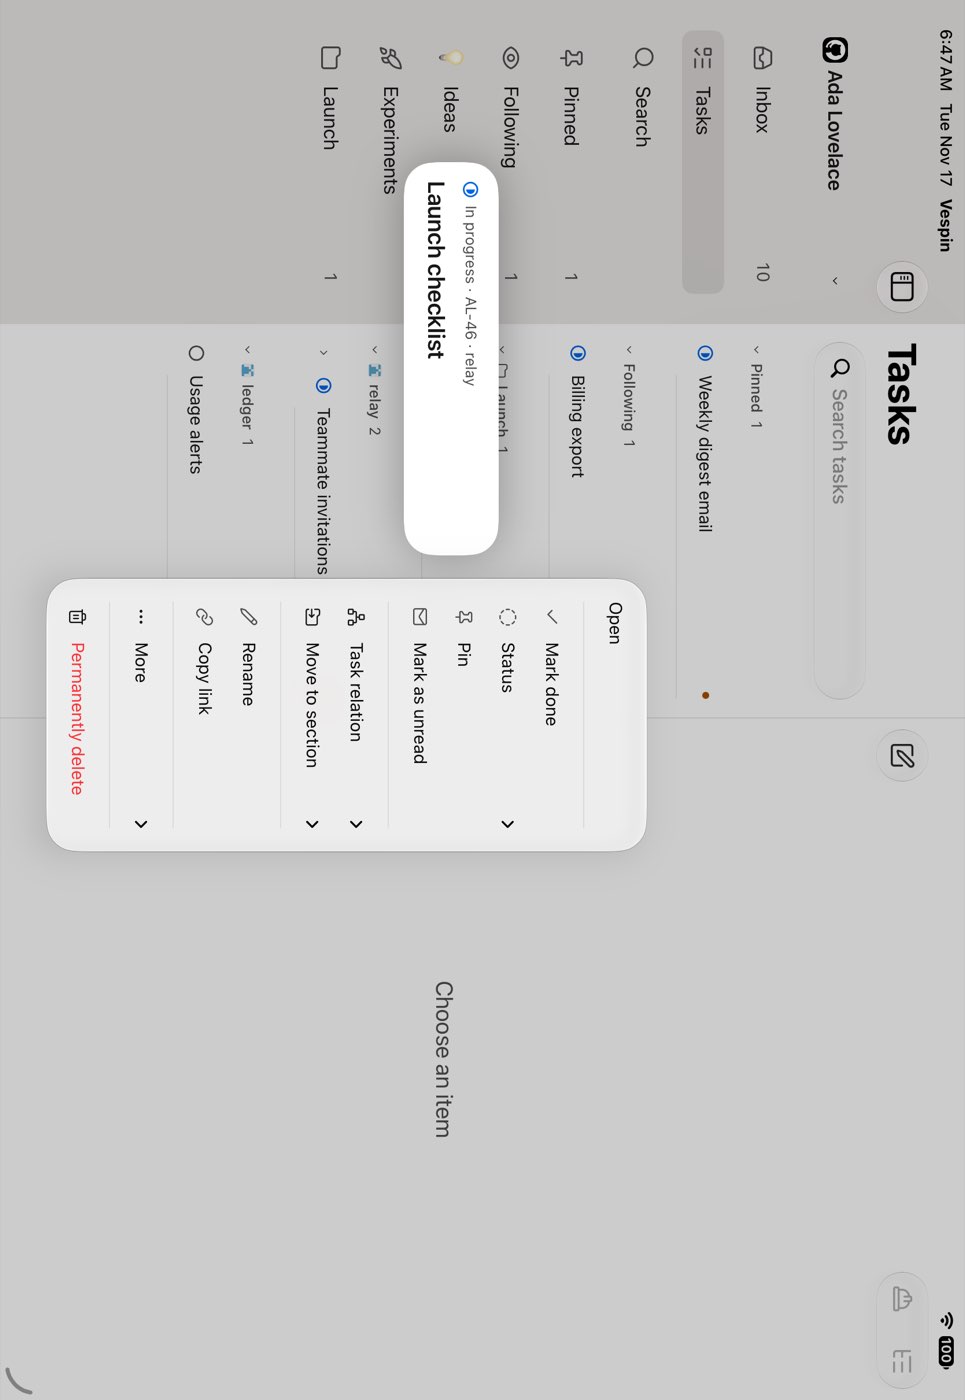 6:47 AM Tue Nov 17 Vespin
100
Ada Lovelace
Inbox 10
Tasks
Search
Pinned 1
Following 1
Ideas
Experiments
Launch 1
Tasks
Search tasks
Pinned 1
Weekly digest email
Following 1
Billing export
Launch 1
In progress · AL-46 · relay
Launch checklist
relay 2
Teammate invitations
ledger 1
Usage alerts
Open
Mark done
Status
Pin
Mark as unread
Task relation
Move to section
Rename
Copy link
More
Permanently delete
Choose an item